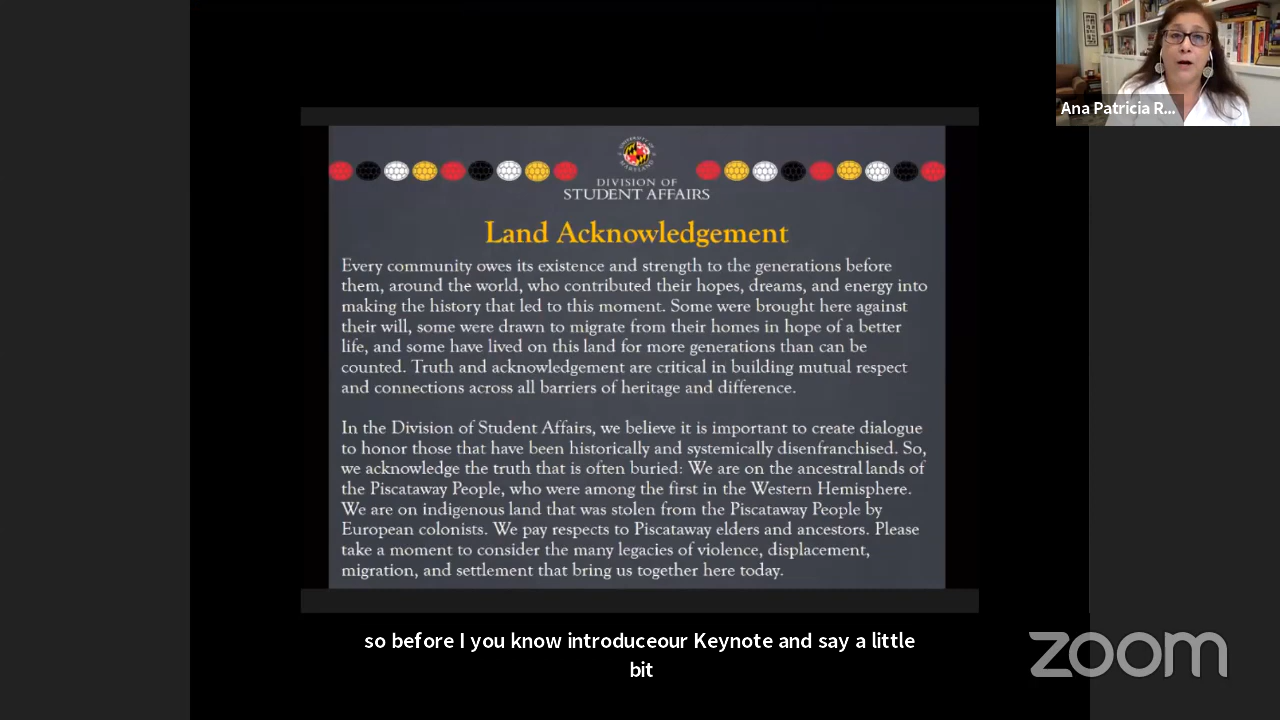 Ana Patricia R...
UNIVERSITY OF
MARYLAND
DIVISION OF
STUDENT AFFAIRS
Land Acknowledgement
Every community owes its existence and strength to the generations before
them, around the world, who contributed their hopes, dreams, and energy into
making the history that led to this moment. Some were brought here against
their will, some were drawn to migrate from their homes in hope of a better
life, and some have lived on this land for more generations than can be
counted. Truth and acknowledgement are critical in building mutual respect
and connections across all barriers of heritage and difference.
In the Division of Student Affairs, we believe it is important to create dialogue
to honor those that have been historically and systemically disenfranchised. So,
we acknowledge the truth that is often buried: We are on the ancestral lands of
the Piscataway People, who were among the first in the Western Hemisphere.
We are on indigenous land that was stolen from the Piscataway People by
European colonists. We pay respects to Piscataway elders and ancestors. Please
take a moment to consider the many legacies of violence, displacement,
migration, and settlement that bring us together here today.
so before I you know introduceour Keynote and say a little
bit
zoom